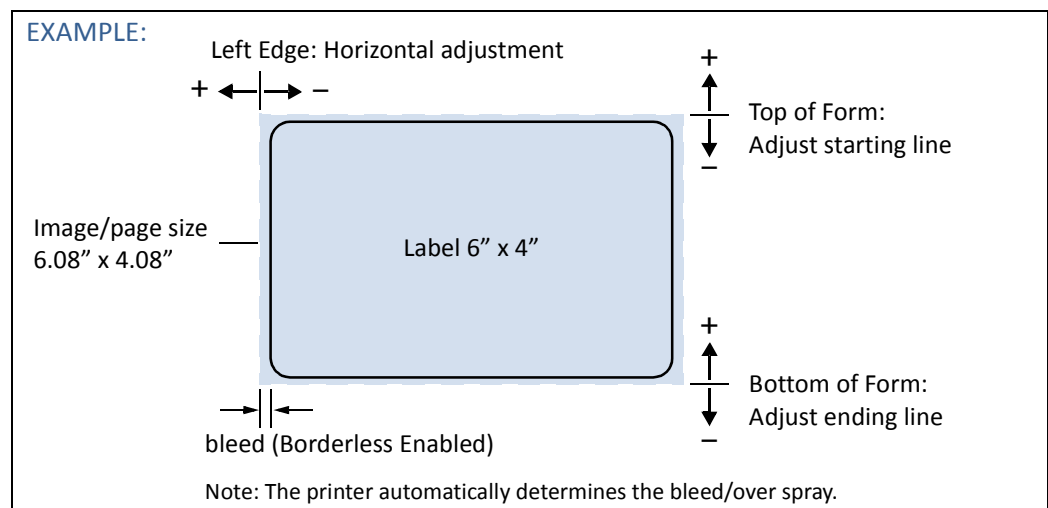 EXAMPLE:
Left Edge: Horizontal adjustment
+ −
+
Top of Form:
Adjust starting line
−
Image/page size
6.08” x 4.08”
Label 6” x 4”
+
Bottom of Form:
Adjust ending line
−
bleed (Borderless Enabled)
Note: The printer automatically determines the bleed/over spray.